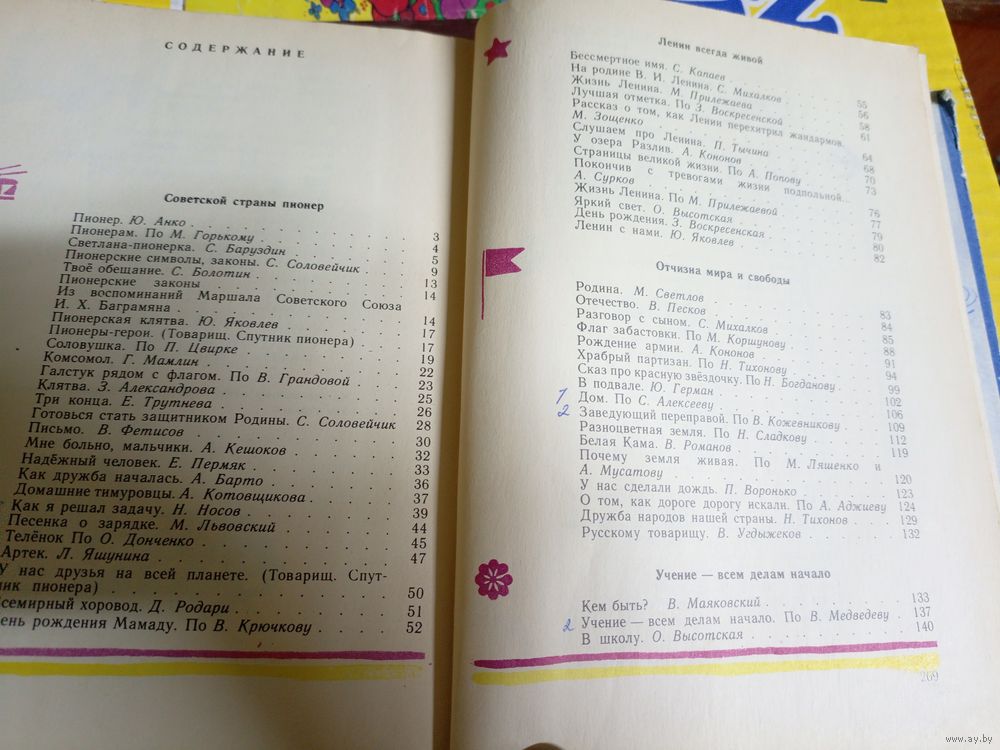 СОДЕРЖАНИЕ
Советской страны пионер
Пионер. Ю. Анко . . . 3
Пионерам. По М. Горькому . . . 4
Светлана-пионерка. С. Баруздин . . . 5
Пионерские символы, законы. С. Соловейчик . . . 9
Твоё обещание. С. Болотин . . . 13
Пионерские законы . . . 14
Из воспоминаний Маршала Советского Союза
И. Х. Баграмяна . . . 14
Пионерская клятва. Ю. Яковлев . . . 17
Пионеры-герои. (Товарищ. Спутник пионера) . . . 17
Соловушка. По П. Цвирке . . . 19
Комсомол. Г. Мамлин . . . 22
Галстук рядом с флагом. По В. Грандовой . . . 23
Клятва. З. Александрова . . . 25
Три конца. Е. Трутнева . . . 26
Готовься стать защитником Родины. С. Соловейчик 28
Письмо. В. Фетисов . . . 30
Мне больно, мальчики. А. Кешоков . . . 32
Надёжный человек. Е. Пермяк . . . 33
Как дружба началась. А. Барто . . . 36
Домашние тимуровцы. А. Котовщикова . . . 37
Как я решал задачу. Н. Носов . . . 39
Песенка о зарядке. М. Львовский . . . 44
Телёнок По О. Донченко . . . 45
Артек. Л. Яшунина . . . 47
У нас друзья на всей планете. (Товарищ. Спут-
ник пионера) . . . 50
семирный хоровод. Д. Родари . . . 51
ень рождения Мамаду. По В. Крючкову . . . 52
Ленин всегда живой
Бессмертное имя. С. Капаев . . . 55
На родине В. И. Ленина. С. Михалков . . . 56
Жизнь Ленина. М. Прилежаева . . . 58
Лучшая отметка. По З. Воскресенской . . . 61
Рассказ о том, как Ленин перехитрил жандармов.
М. Зощенко . . . 64
Слушаем про Ленина. П. Тычина . . . 68
У озера Разлив. А. Кононов . . . 70
Страницы великой жизни. По А. Попову . . . 73
Покончив с тревогами жизни подпольной...
А. Сурков . . . 76
Жизнь Ленина. По М. Прилежаевой . . . 77
Яркий свет. О. Высотская . . . 79
День рождения. З. Воскресенская . . . 80
Ленин с нами. Ю. Яковлев . . . 82
Отчизна мира и свободы
Родина. М. Светлов . . . 83
Отечество. В. Песков . . . 84
Разговор с сыном. С. Михалков . . . 85
Флаг забастовки. По М. Коршунову . . . 88
Рождение армии. А. Кононов . . . 91
Храбрый партизан. По Н. Тихонову . . . 94
Сказ про красную звёздочку. По Н. Богданову . . . 99
В подвале. Ю. Герман . . . 102
1 Дом. По С. Алексееву . . . 106
2 Заведующий переправой. По В. Кожевникову . . . 109
Разноцветная земля. По Н. Сладкову . . . 112
Белая Кама. В. Романов . . . 119
Почему земля живая. По М. Ляшенко и
А. Мусатову . . . 120
У нас сделали дождь. П. Воронько . . . 123
О том, как дороге дорогу искали. По А. Аджиеву 124
Дружба народов нашей страны. Н. Тихонов . . . 129
Русскому товарищу. В. Угдыжеков . . . 132
Учение — всем делам начало
Кем быть? В. Маяковский . . . 133
2 Учение — всем делам начало. По В. Медведеву . . . 137
В школу. О. Высотская . . . 140
269
www.ay.by